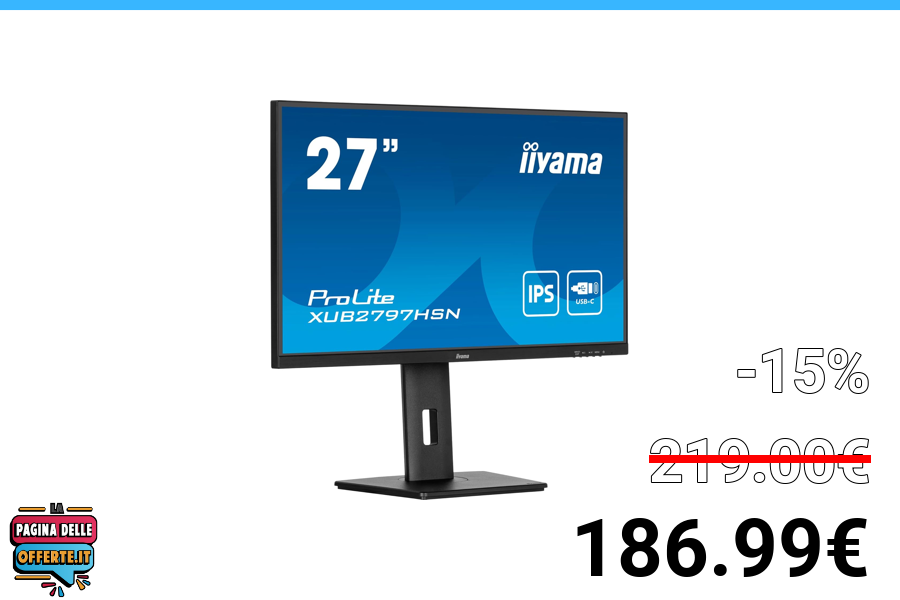 27”
iiyama
ProLite
XUB2797HSN
IPS
USB-C
iiyama
-15%
219.00€
186.99€
LA
PAGINA DELLE
OFFERTE.IT